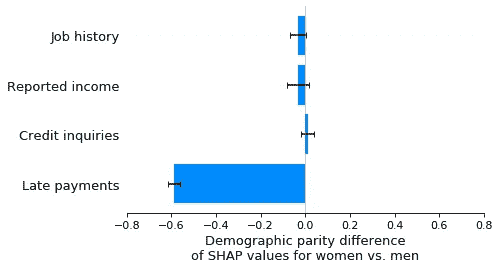 Job history
Reported income
Credit inquiries
Late payments
−0.8 −0.6 −0.4 −0.2 0.0 0.2 0.4 0.6 0.8
Demographic parity difference
of SHAP values for women vs. men